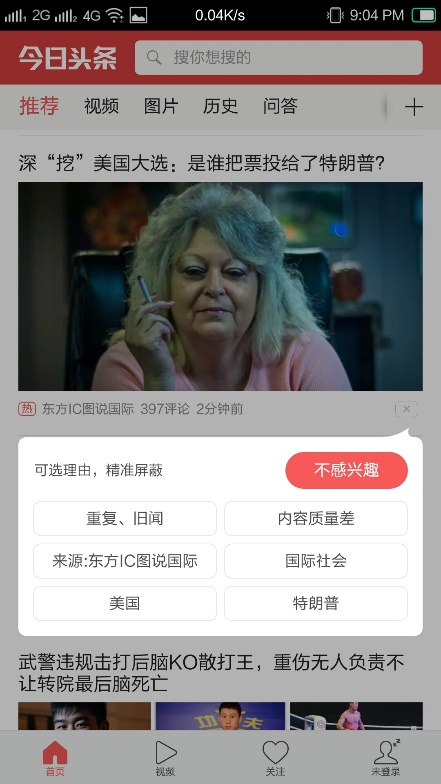 2G 4G 0.04K/s 9:04 PM
今日头条 搜你想搜的
推荐 视频 图片 历史 问答
深“挖”美国大选：是谁把票投给了特朗普？
热 东方IC图说国际 397评论 2分钟前
可选理由，精准屏蔽 不感兴趣
重复、旧闻 内容质量差
来源:东方IC图说国际 国际社会
美国 特朗普
武警违规击打后脑KO散打王，重伤无人负责不
让转院最后脑死亡
首页 视频 关注 未登录